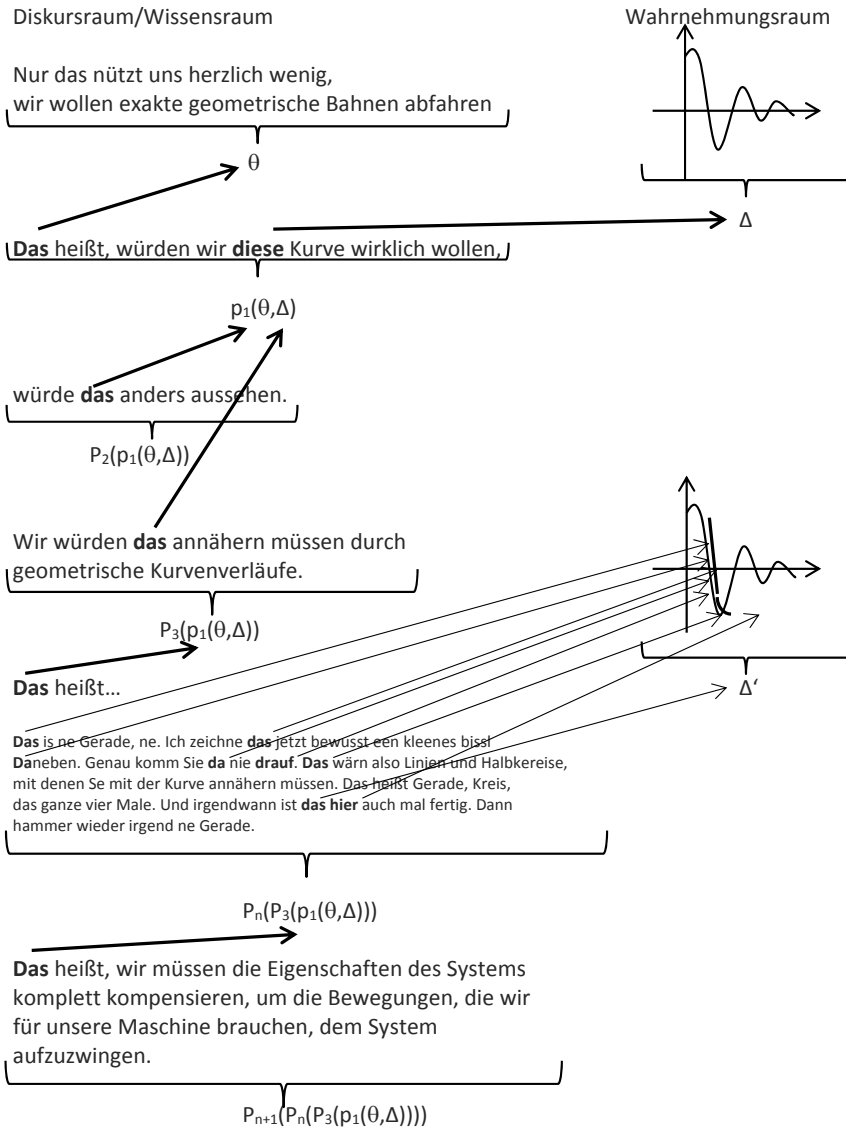 Diskursraum/Wissensraum
Wahrnehmungsraum
Nur das nützt uns herzlich wenig,
wir wollen exakte geometrische Bahnen abfahren
θ
Δ
Das heißt, würden wir diese Kurve wirklich wollen,
p1(θ,Δ)
würde das anders aussehen.
P2(p1(θ,Δ))
Wir würden das annähern müssen durch
geometrische Kurvenverläufe.
P3(p1(θ,Δ))
Das heißt...
Δ‘
Das is ne Gerade, ne. Ich zeichne das jetzt bewusst een kleenes bissl
Daneben. Genau komm Sie da nie drauf. Das wärn also Linien und Halbkereise,
mit denen Se mit der Kurve annähern müssen. Das heißt Gerade, Kreis,
das ganze vier Male. Und irgendwann ist das hier auch mal fertig. Dann
hammer wieder irgend ne Gerade.
Pn(P3(p1(θ,Δ)))
Das heißt, wir müssen die Eigenschaften des Systems
komplett kompensieren, um die Bewegungen, die wir
für unsere Maschine brauchen, dem System
aufzuzwingen.
Pn+1(Pn(P3(p1(θ,Δ))))